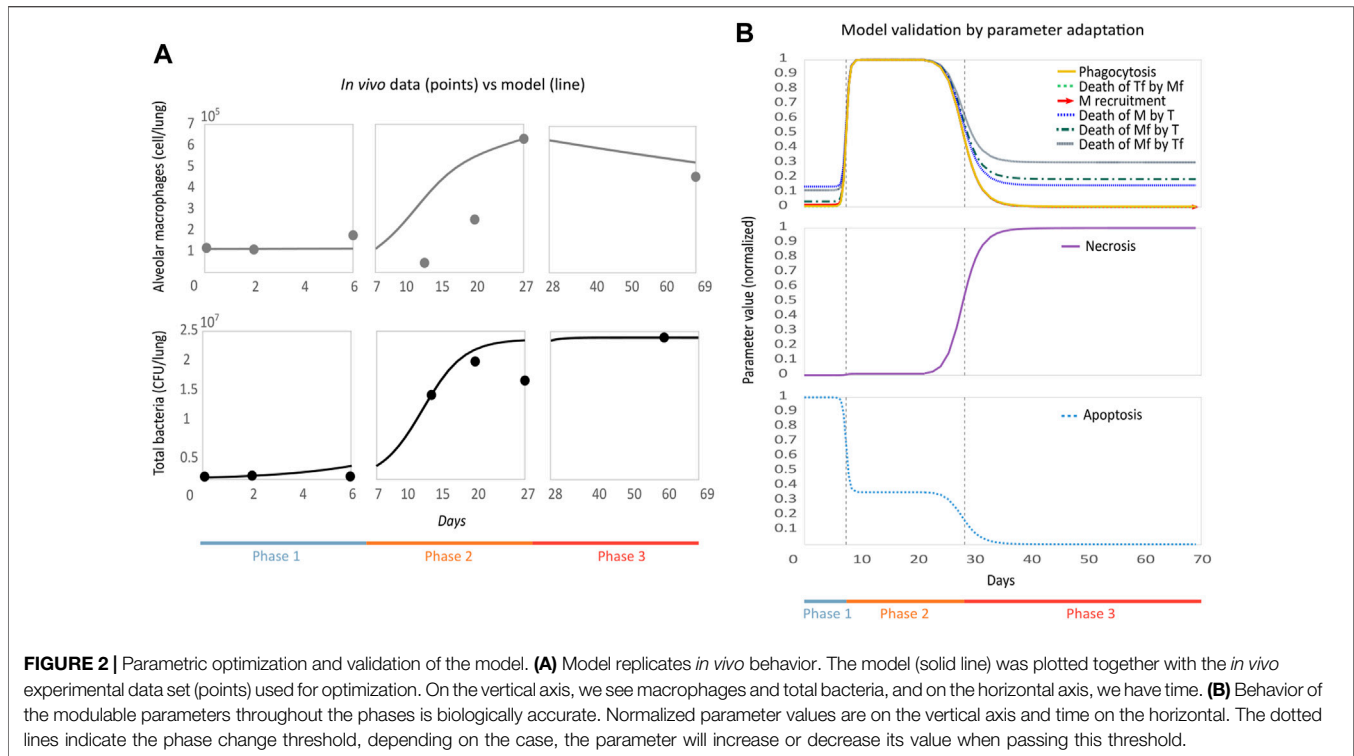 A
In vivo data (points) vs model (line)
Alveolar macrophages (cell/lung)
10^5
7
6
5
4
3
2
1
0 2 4 6
7 10 15 20 27
28 40 50 60 69
Total bacteria (CFU/lung)
10^7
2.5
2
1.5
1
0.5
0 2 4 6
7 10 15 20 27
28 40 50 60 69
Days
Phase 1 Phase 2 Phase 3
B
Model validation by parameter adaptation
Parameter value (normalized)
1
0.9
0.8
0.7
0.6
0.5
0.4
0.3
0.2
0.1
0
Phagocytosis
Death of Tf by Mf
M recruitment
Death of M by T
Death of Mf by T
Death of Mf by Tf
1
0.9
0.8
0.7
0.6
0.5
0.4
0.3
0.2
0.1
0
Necrosis
1
0.9
0.8
0.7
0.6
0.5
0.4
0.3
0.2
0.1
Apoptosis
0 10 20 30 40 50 60 70
Days
Phase 1 Phase 2 Phase 3
FIGURE 2 | Parametric optimization and validation of the model. (A) Model replicates in vivo behavior. The model (solid line) was plotted together with the in vivo
experimental data set (points) used for optimization. On the vertical axis, we see macrophages and total bacteria, and on the horizontal axis, we have time. (B) Behavior of
the modulable parameters throughout the phases is biologically accurate. Normalized parameter values are on the vertical axis and time on the horizontal. The dotted
lines indicate the phase change threshold, depending on the case, the parameter will increase or decrease its value when passing this threshold.